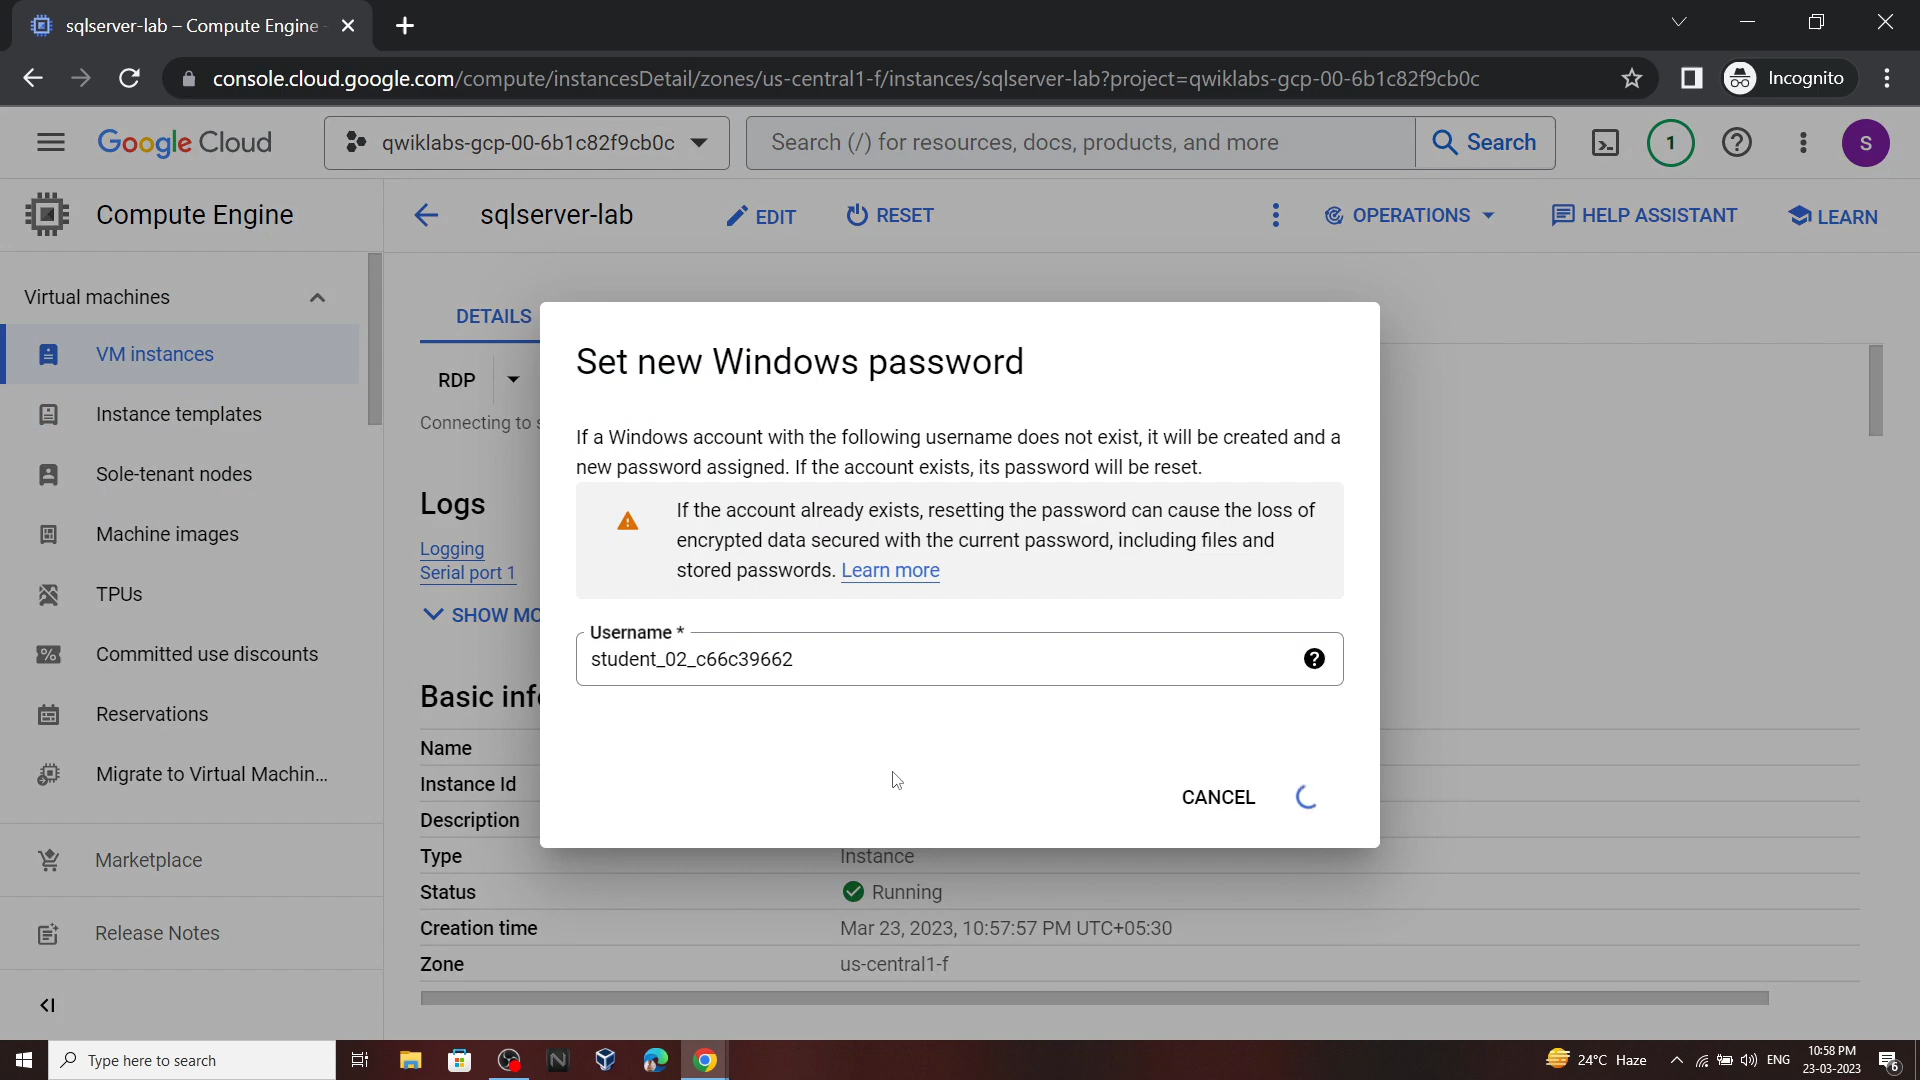 sqlserver-lab – Compute Engine
console.cloud.google.com/compute/instancesDetail/zones/us-central1-f/instances/sqlserver-lab?project=qwiklabs-gcp-00-6b1c82f9cb0c
Incognito
Google Cloud
qwiklabs-gcp-00-6b1c82f9cb0c
Search (/) for resources, docs, products, and more
Search
1
S
Compute Engine
sqlserver-lab
EDIT
RESET
OPERATIONS
HELP ASSISTANT
LEARN
Virtual machines
VM instances
Instance templates
Sole-tenant nodes
Machine images
TPUs
Committed use discounts
Reservations
Migrate to Virtual Machin...
Marketplace
Release Notes
DETAILS
RDP
Connecting to s
Logs
Logging
Serial port 1
SHOW MO
Basic info
Name
Instance Id
Description
Type
Instance
Status
Running
Creation time
Mar 23, 2023, 10:57:57 PM UTC+05:30
Zone
us-central1-f
Set new Windows password
If a Windows account with the following username does not exist, it will be created and a
new password assigned. If the account exists, its password will be reset.
If the account already exists, resetting the password can cause the loss of
encrypted data secured with the current password, including files and
stored passwords. Learn more
Username *
student_02_c66c39662
CANCEL
Type here to search
24°C Haze
ENG
10:58 PM
23-03-2023
6